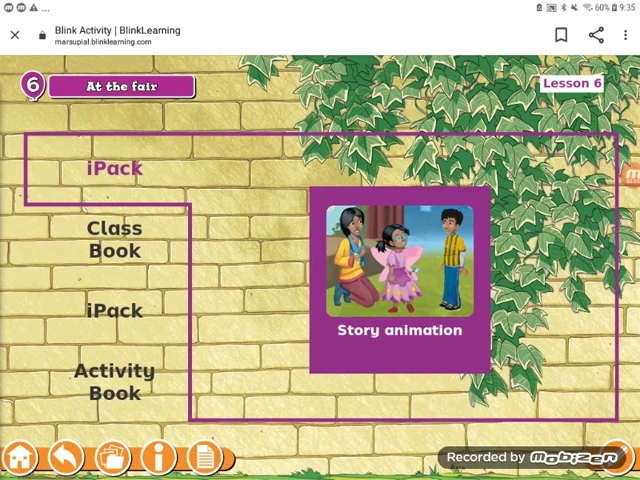 60% 9:35
Blink Activity | BlinkLearning
marsupial.blinklearning.com
6 At the fair
Lesson 6
iPack
Class
Book
iPack
Activity
Book
Story animation
Recorded by Mobizen